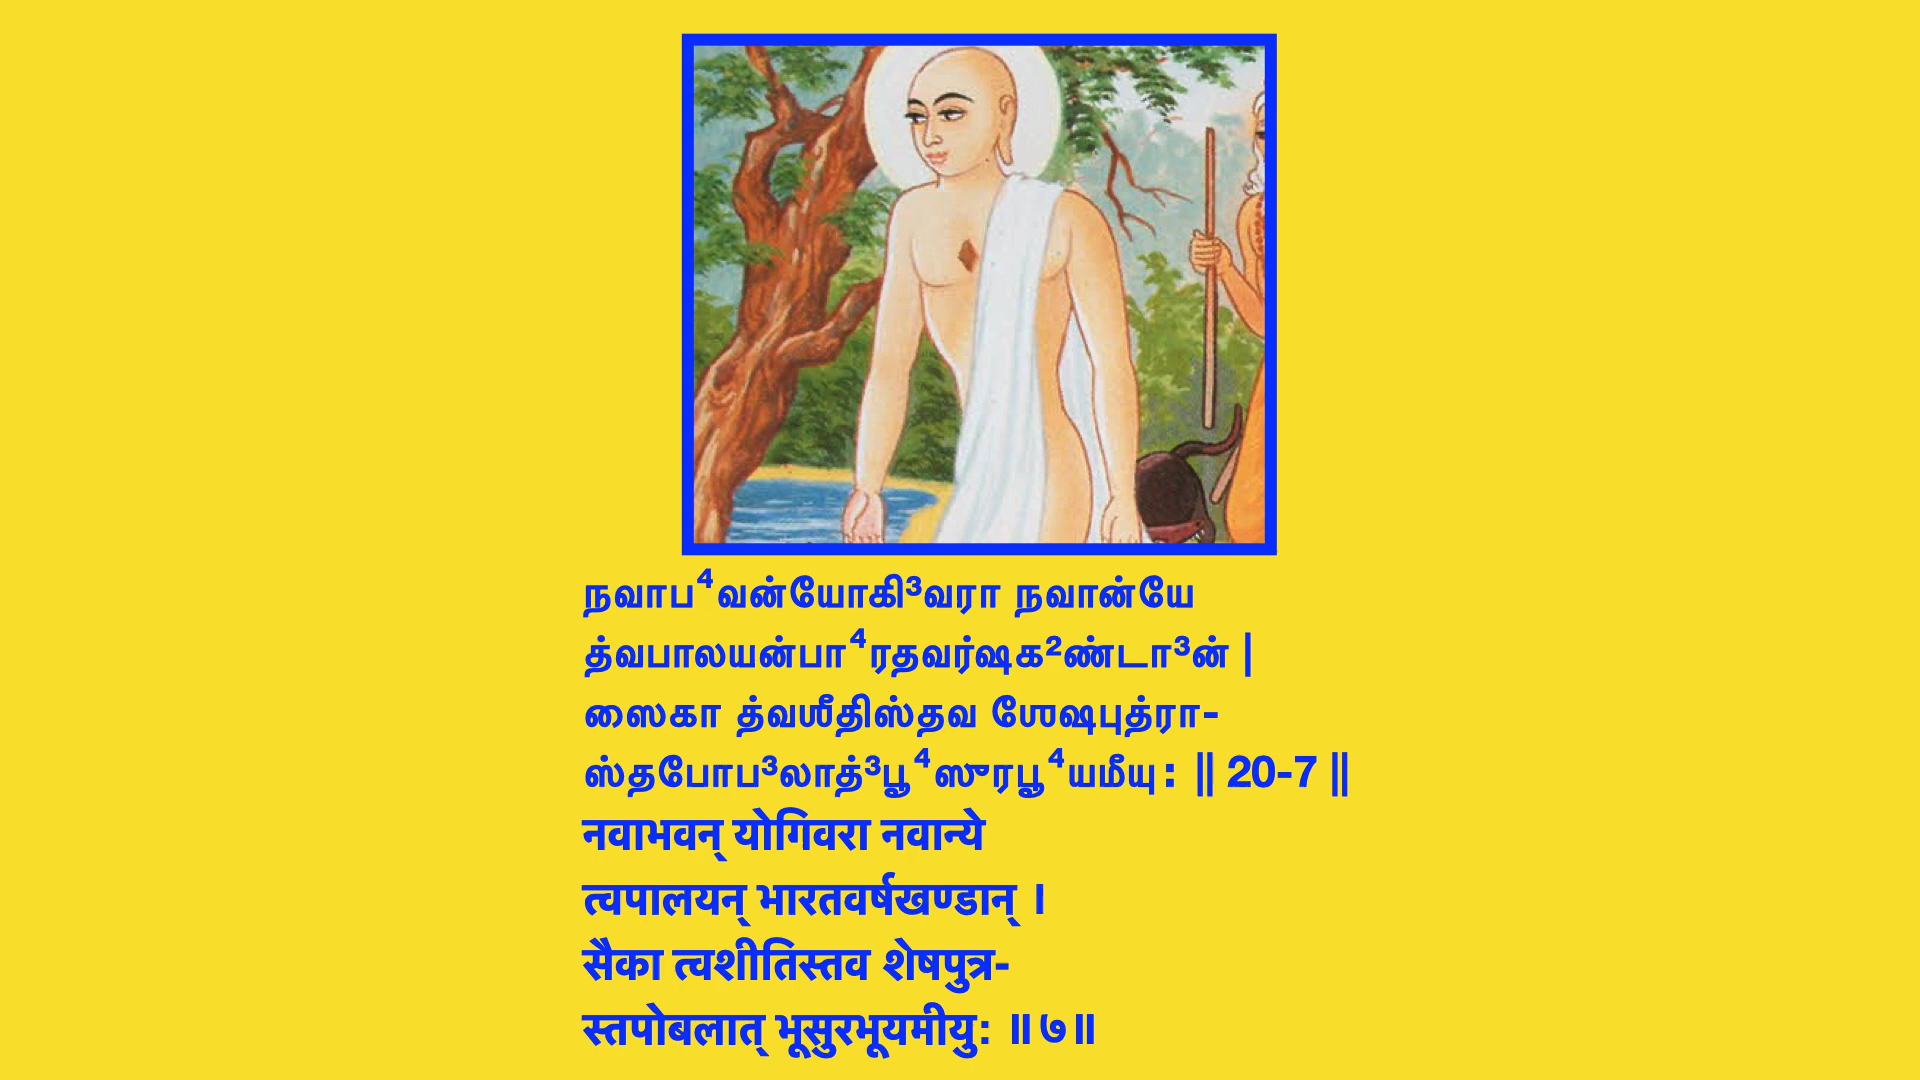 நவாப⁴வன்யோகி³வரா நவான்யே
த்வபாலயன்பா⁴ரதவர்ஷக²ண்டா³ன் |
ஸைகா த்வஶீதிஸ்தவ ஶேஷபுத்ரா-
ஸ்தபோப³லாத்³பூ⁴ஸுரபூ⁴யமீயு: || 20-7 ||
नवाभवन् योगिवरा नवान्ये
त्वपालयन् भारतवर्षखण्डान् ।
सैका त्वशीतिस्तव शेषपुत्र-
स्तपोबलात् भूसुरभूयमीयु: ॥ ७॥